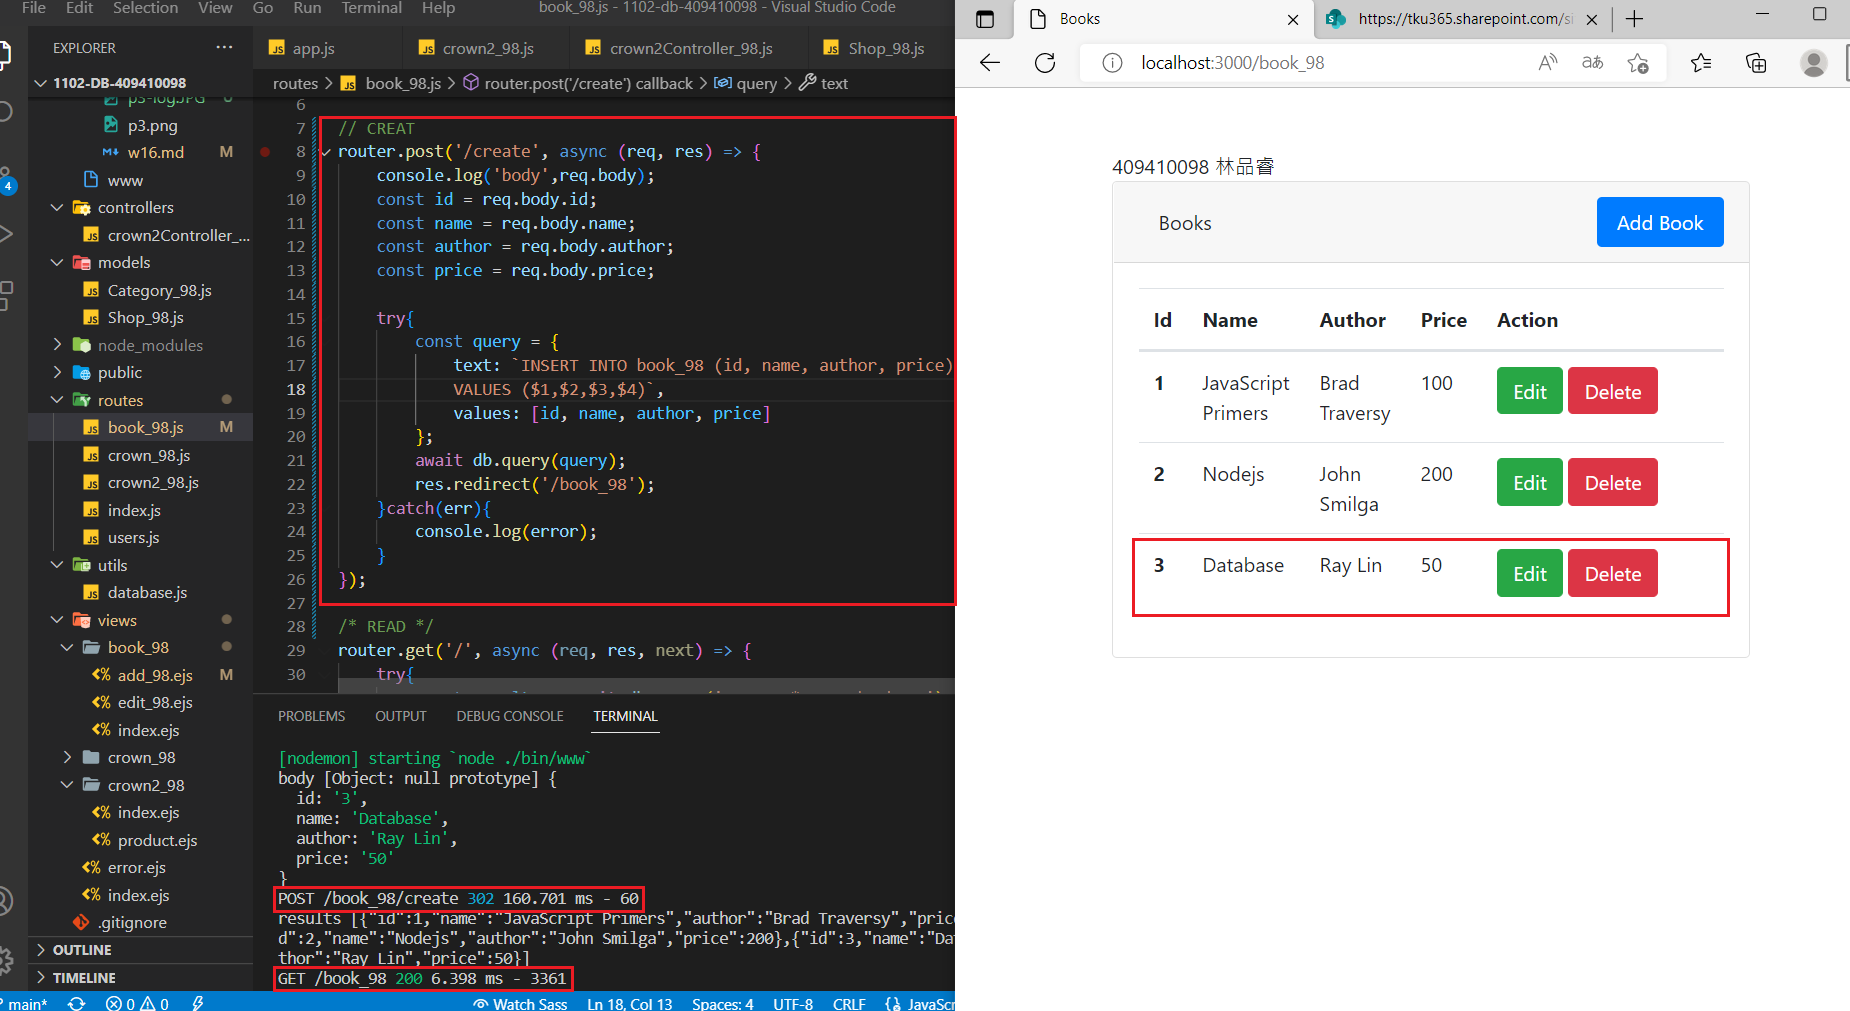 File Edit Selection View Go Run Terminal Help book_98.js - 1102-db-409410098 - Visual Studio Code
EXPLORER ···
1102-DB-409410098
p3-log.JPG U
p3.png
w16.md M
www
controllers
crown2Controller_...
models
Category_98.js
Shop_98.js
node_modules
public
routes
book_98.js M
crown_98.js
crown2_98.js
index.js
users.js
utils
database.js
views
book_98
add_98.ejs M
edit_98.ejs
index.ejs
crown_98
crown2_98
index.ejs
product.ejs
error.ejs
index.ejs
.gitignore
OUTLINE
TIMELINE
4
app.js crown2_98.js crown2Controller_98.js Shop_98.js
routes > book_98.js > router.post('/create') callback > query > text
6
7 // CREAT
8 router.post('/create', async (req, res) => {
9 console.log('body',req.body);
10 const id = req.body.id;
11 const name = req.body.name;
12 const author = req.body.author;
13 const price = req.body.price;
14
15 try{
16 const query = {
17 text: `INSERT INTO book_98 (id, name, author, price)
18 VALUES ($1,$2,$3,$4)`,
19 values: [id, name, author, price]
20 };
21 await db.query(query);
22 res.redirect('/book_98');
23 }catch(err){
24 console.log(error);
25 }
26 });
27
28 /* READ */
29 router.get('/', async (req, res, next) => {
30 try{
PROBLEMS OUTPUT DEBUG CONSOLE TERMINAL
[nodemon] starting `node ./bin/www`
body [Object: null prototype] {
id: '3',
name: 'Database',
author: 'Ray Lin',
price: '50'
}
POST /book_98/create 302 160.701 ms - 60
results [{"id":1,"name":"JavaScript Primers","author":"Brad Traversy","price
d":2,"name":"Nodejs","author":"John Smilga","price":200},{"id":3,"name":"Dat
thor":"Ray Lin","price":50}]
GET /book_98 200 6.398 ms - 3361
main* 0 0 Watch Sass Ln 18, Col 13 Spaces: 4 UTF-8 CRLF JavaScr
Books https://tku365.sharepoint.com/si
localhost:3000/book_98
409410098 林品睿
Books Add Book
Id Name Author Price Action
1 JavaScript Primers Brad Traversy 100 Edit Delete
2 Nodejs John Smilga 200 Edit Delete
3 Database Ray Lin 50 Edit Delete